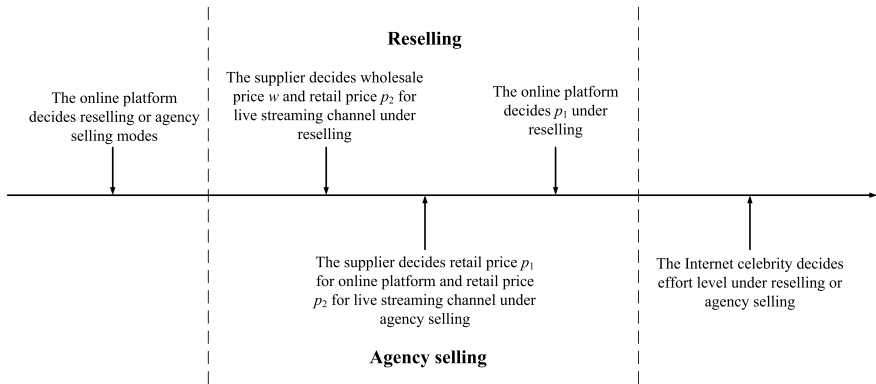 Reselling
The online platform
decides reselling or agency
selling modes
The supplier decides wholesale
price w and retail price p2 for
live streaming channel under
reselling
The online platform
decides p1 under
reselling
The supplier decides retail price p1
for online platform and retail price
p2 for live streaming channel under
agency selling
The Internet celebrity decides
effort level under reselling or
agency selling
Agency selling